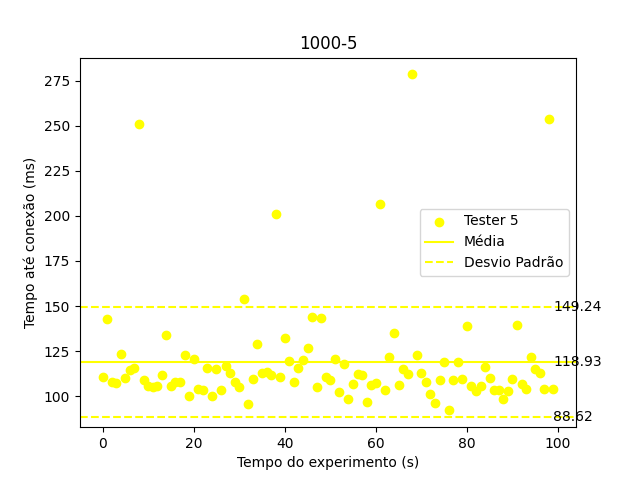 1000-5
Tempo até conexão (ms)
275
250
225
200
175
150
125
100
Tester 5
Média
Desvio Padrão
149.24
118.93
88.62
0 20 40 60 80 100
Tempo do experimento (s)